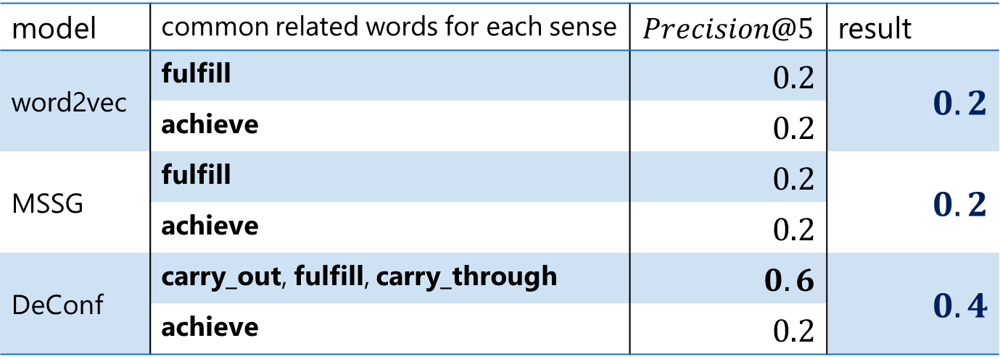 model common related words for each sense Precision@5 result
fulfill 0.2
word2vec 0.2
achieve 0.2
fulfill 0.2
MSSG 0.2
achieve 0.2
carry_out, fulfill, carry_through 0.6
DeConf 0.4
achieve 0.2